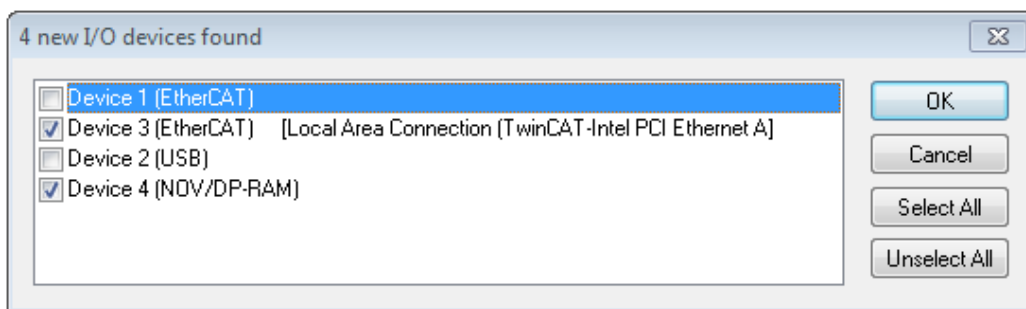 4 new I/O devices found
Device 1 (EtherCAT)
Device 3 (EtherCAT) [Local Area Connection (TwinCAT-Intel PCI Ethernet A]
Device 2 (USB)
Device 4 (NOV/DP-RAM)
OK
Cancel
Select All
Unselect All